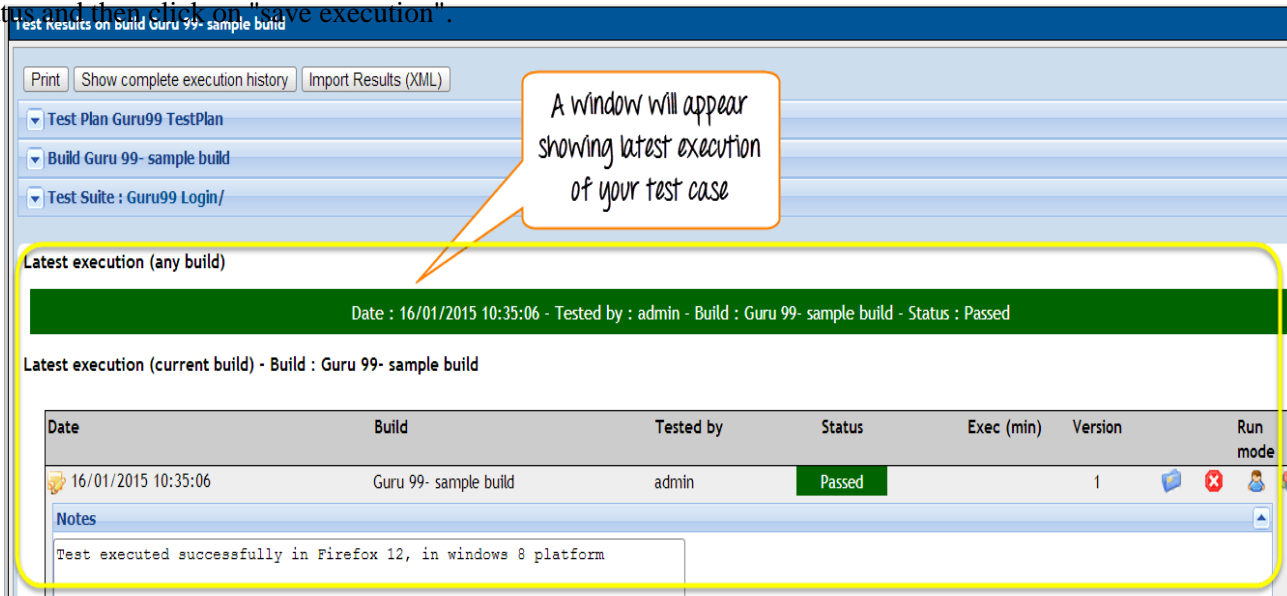 tus and then click on "save execution".
Test Results on build Guru 99- sample build
Print Show complete execution history Import Results (XML)
Test Plan Guru99 TestPlan
Build Guru 99- sample build
Test Suite : Guru99 Login/
A window will appear
showing latest execution
of your test case
Latest execution (any build)
Date : 16/01/2015 10:35:06 - Tested by : admin - Build : Guru 99- sample build - Status : Passed
Latest execution (current build) - Build : Guru 99- sample build
Date Build Tested by Status Exec (min) Version Run
mode
16/01/2015 10:35:06 Guru 99- sample build admin Passed 1
Notes
Test executed successfully in Firefox 12, in windows 8 platform